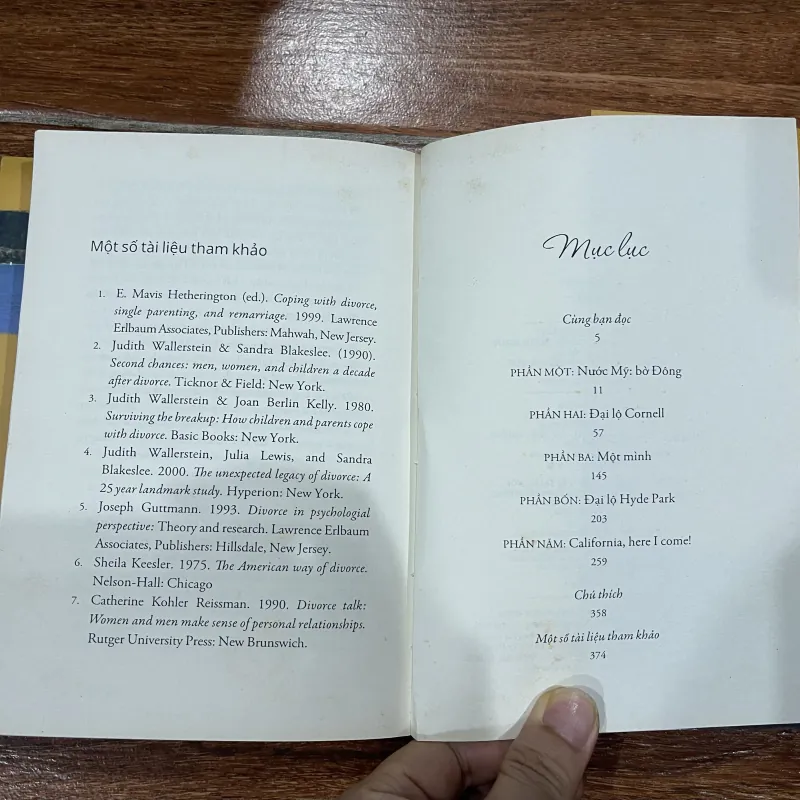 Một số tài liệu tham khảo
1. E. Mavis Hetherington (ed.). Coping with divorce,
single parenting, and remarriage. 1999. Lawrence
Erlbaum Associates, Publishers: Mahwah, New Jersey.
2. Judith Wallerstein & Sandra Blakeslee. (1990).
Second chances: men, women, and children a decade
after divorce. Ticknor & Field: New York.
3. Judith Wallerstein & Joan Berlin Kelly. 1980.
Surviving the breakup: How children and parents cope
with divorce. Basic Books: New York.
4. Judith Wallerstein, Julia Lewis, and Sandra
Blakeslee. 2000. The unexpected legacy of divorce: A
25 year landmark study. Hyperion: New York.
5. Joseph Guttmann. 1993. Divorce in psychologial
perspective: Theory and research. Lawrence Erlbaum
Associates, Publishers: Hillsdale, New Jersey.
6. Sheila Keesler. 1975. The American way of divorce.
Nelson-Hall: Chicago
7. Catherine Kohler Reissman. 1990. Divorce talk:
Women and men make sense of personal relationships.
Rutger University Press: New Brunswich.
Mục lục
Cùng bạn đọc
5
PHẦN MỘT: Nước Mỹ: bờ Đông
11
PHẦN HAI: Đại lộ Cornell
57
PHẦN BA: Một mình
145
PHẦN BỐN: Đại lộ Hyde Park
203
PHẦN NĂM: California, here I come!
259
Chú thích
358
Một số tài liệu tham khảo
374